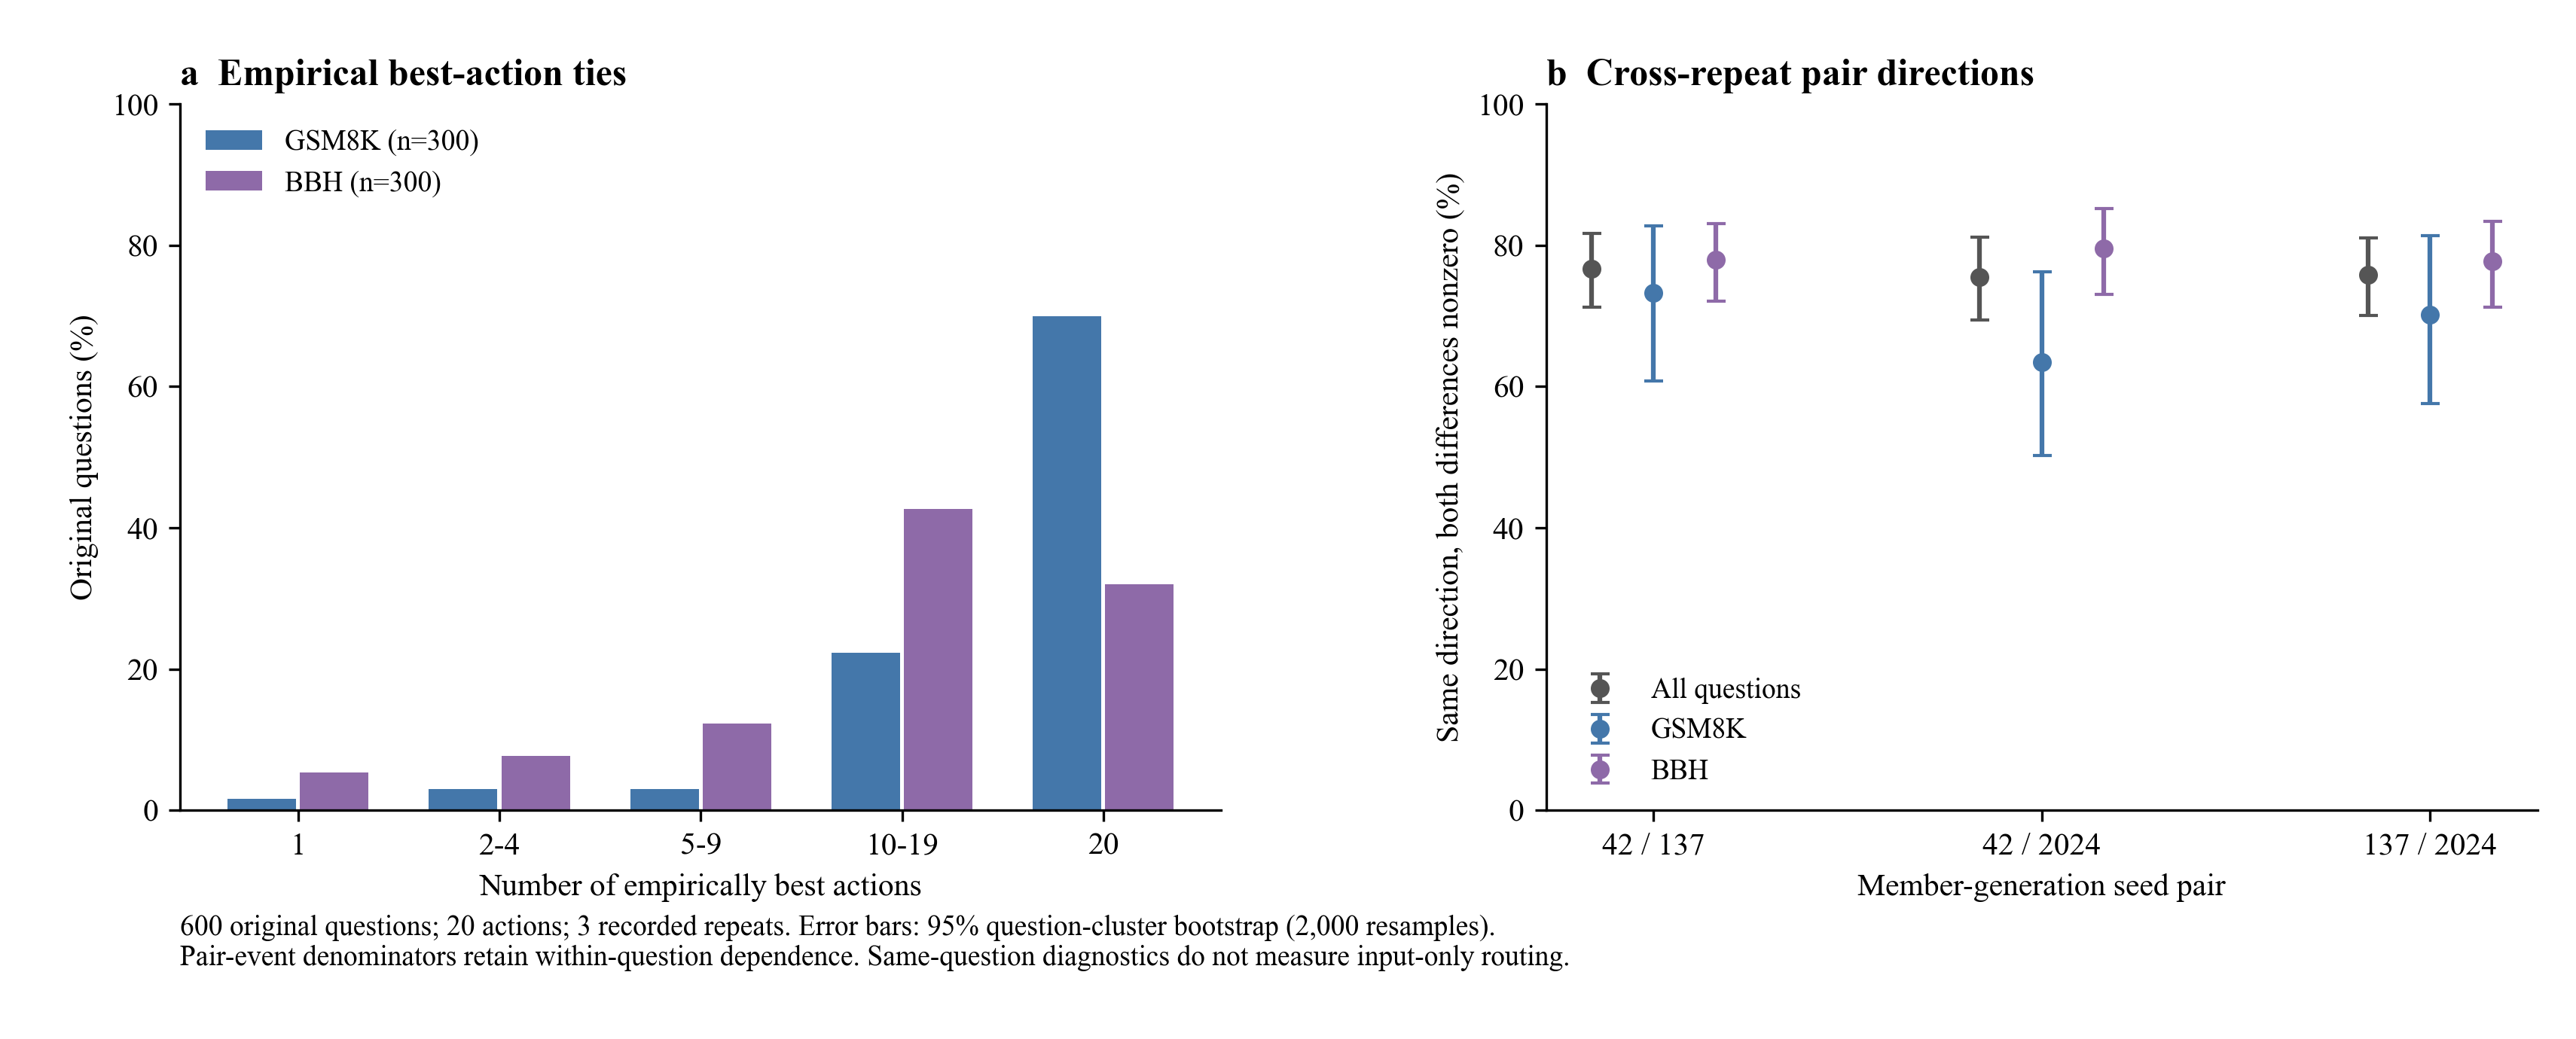 a Empirical best-action ties
100
80
60
40
20
0
Original questions (%)
GSM8K (n=300)
BBH (n=300)
1
2-4
5-9
10-19
20
Number of empirically best actions
b Cross-repeat pair directions
100
80
60
40
20
0
Same direction, both differences nonzero (%)
All questions
GSM8K
BBH
42 / 137
42 / 2024
137 / 2024
Member-generation seed pair
600 original questions; 20 actions; 3 recorded repeats. Error bars: 95% question-cluster bootstrap (2,000 resamples).
Pair-event denominators retain within-question dependence. Same-question diagnostics do not measure input-only routing.